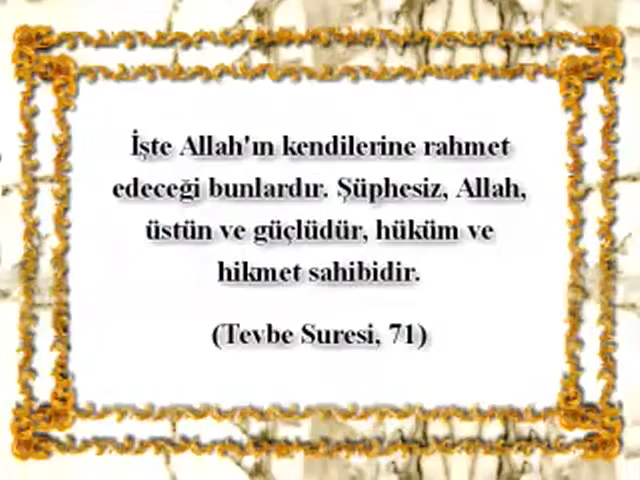 İşte Allah'ın kendilerine rahmet
edeceği bunlardır. Şüphesiz, Allah,
üstün ve güçlüdür, hüküm ve
hikmet sahibidir.
(Tevbe Suresi, 71)